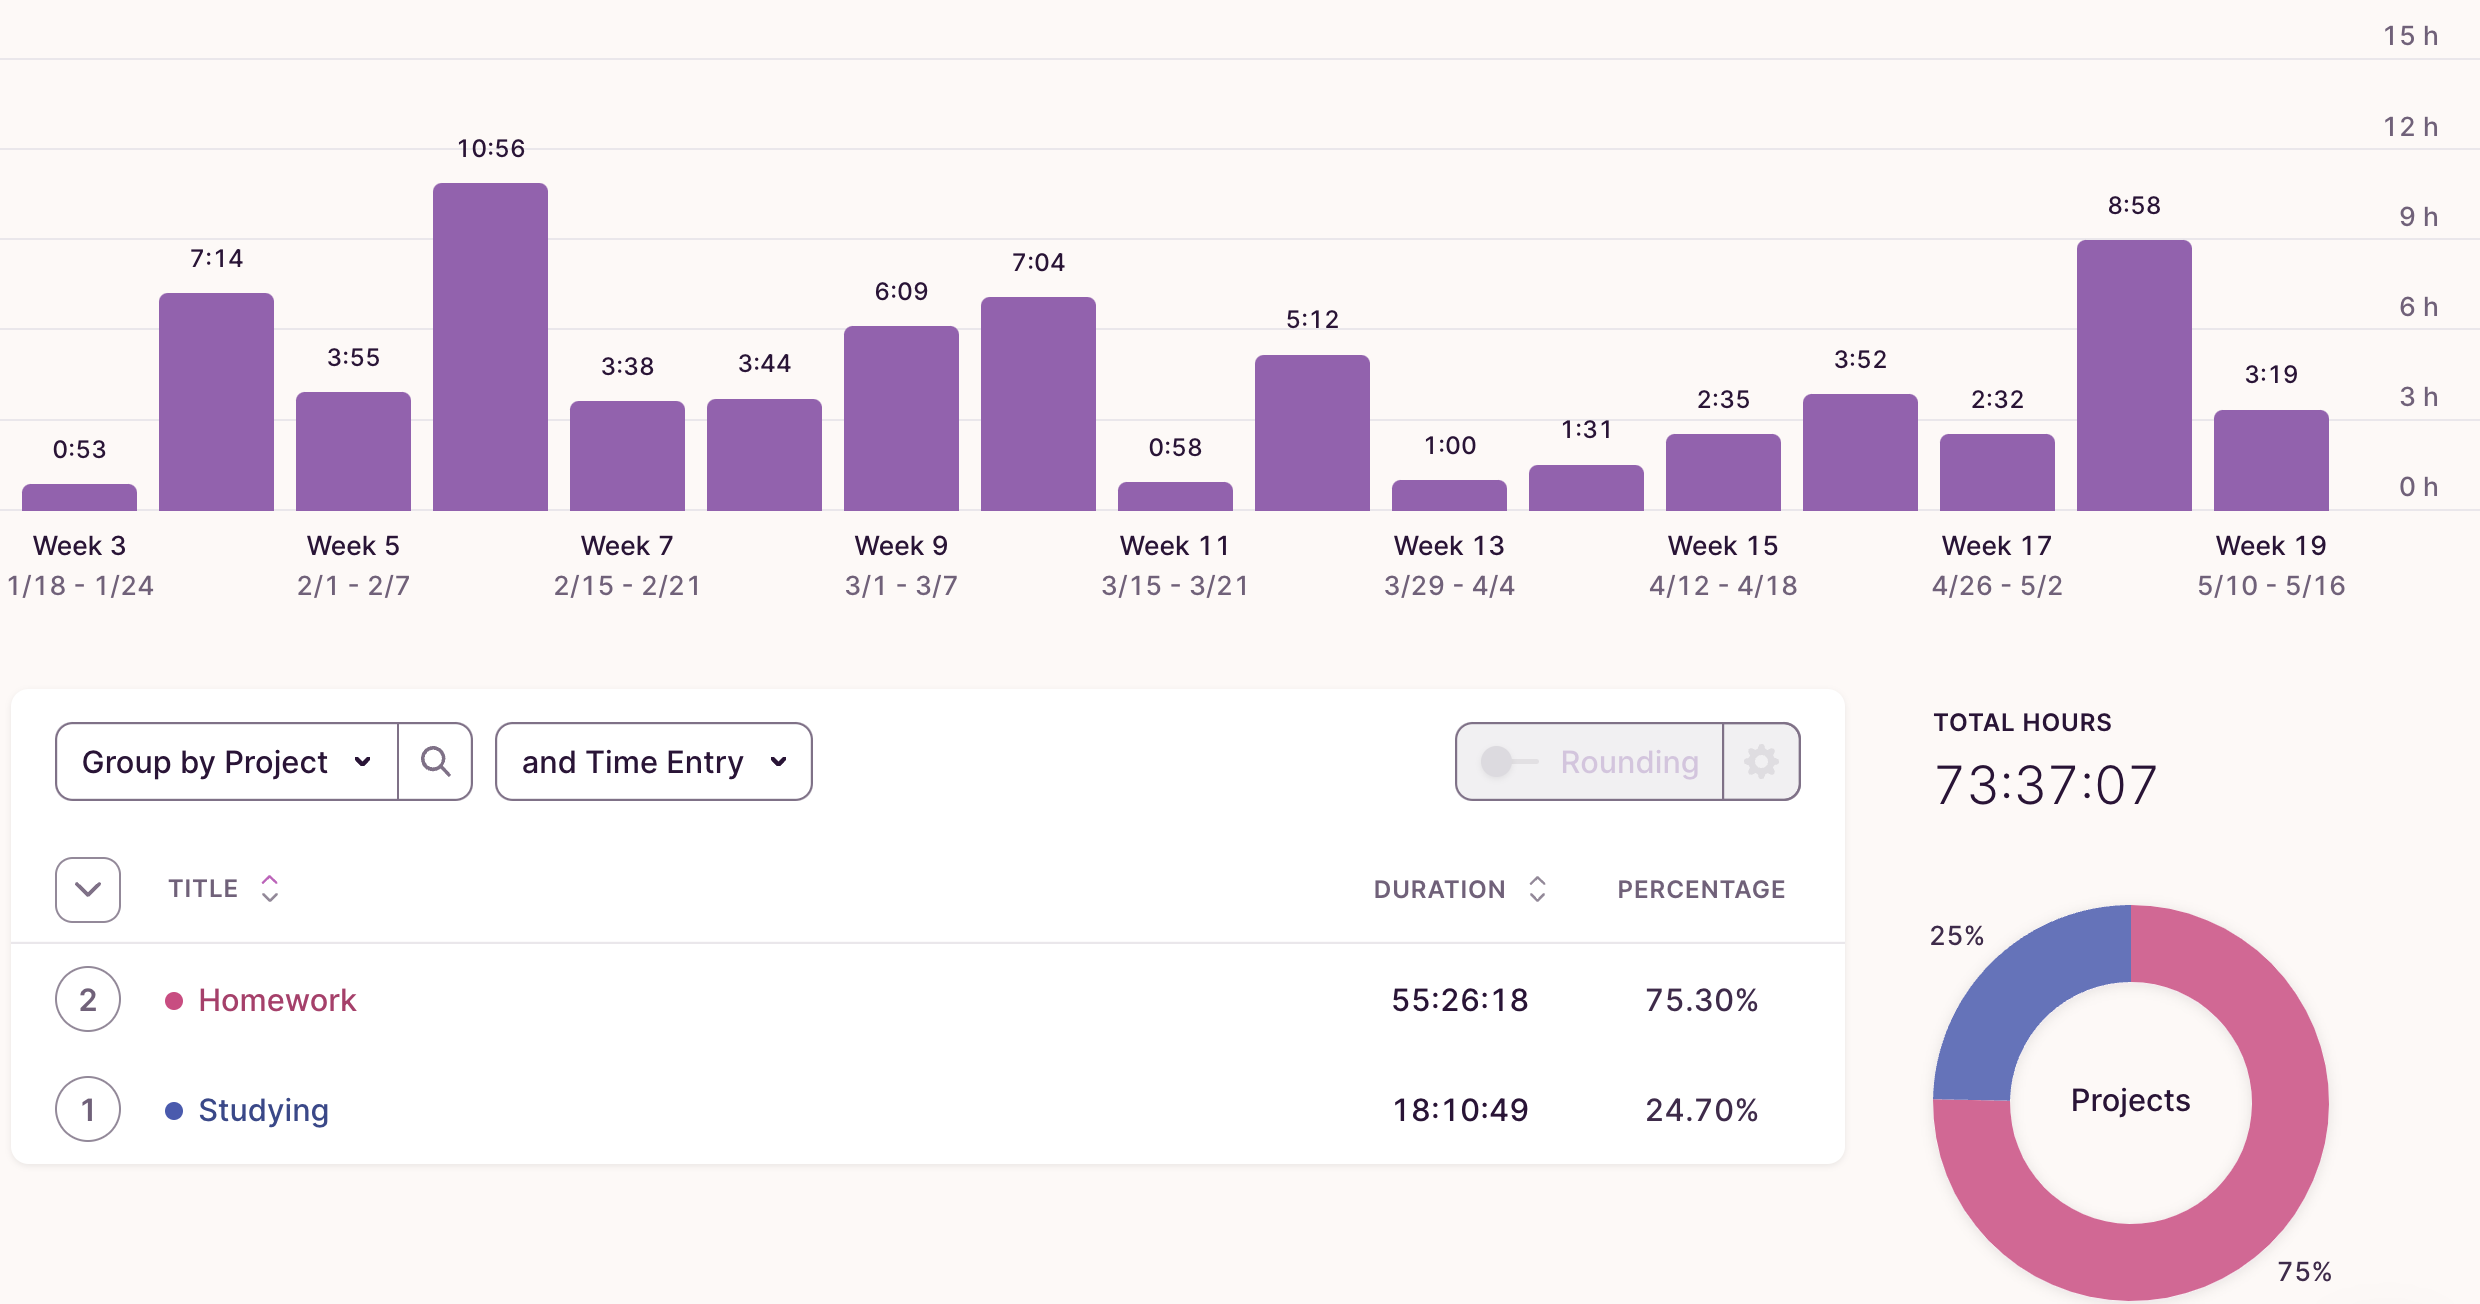 15 h
12 h
9 h
6 h
3 h
0 h
0:53
7:14
3:55
10:56
3:38
3:44
6:09
7:04
0:58
5:12
1:00
1:31
2:35
3:52
2:32
8:58
3:19
Week 3
1/18 - 1/24
Week 5
2/1 - 2/7
Week 7
2/15 - 2/21
Week 9
3/1 - 3/7
Week 11
3/15 - 3/21
Week 13
3/29 - 4/4
Week 15
4/12 - 4/18
Week 17
4/26 - 5/2
Week 19
5/10 - 5/16
Group by Project
and Time Entry
Rounding
TITLE DURATION PERCENTAGE
2 Homework 55:26:18 75.30%
1 Studying 18:10:49 24.70%
TOTAL HOURS
73:37:07
25%
Projects
75%